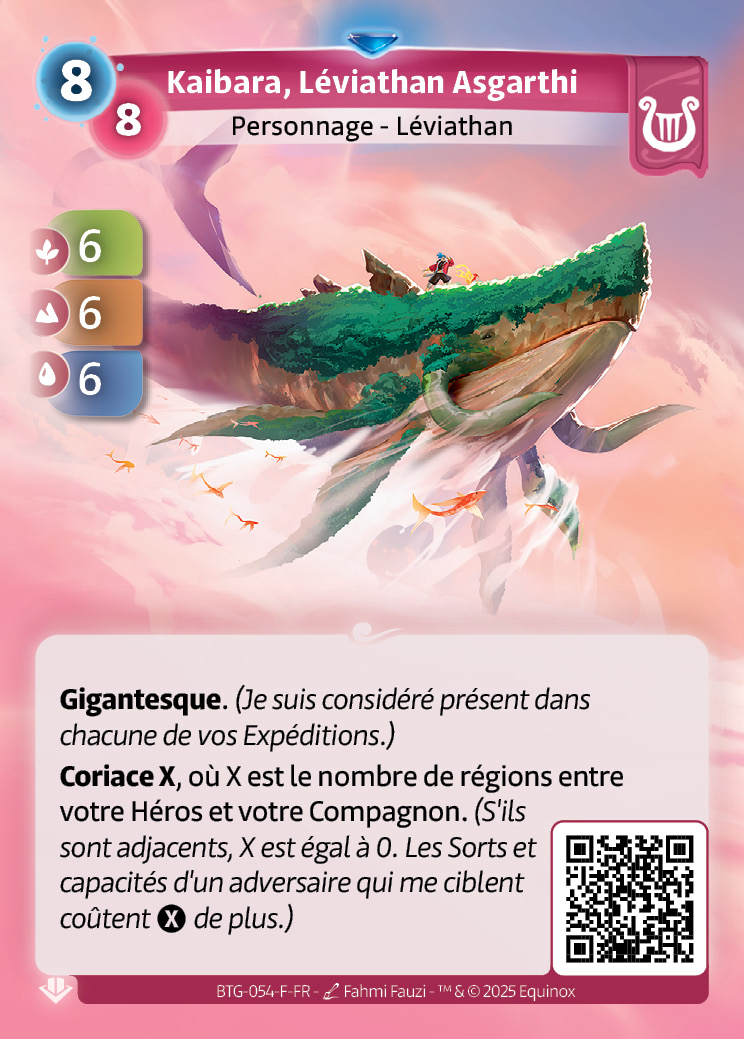 8
Kaibara, Léviathan Asgarthi
8
Personnage - Léviathan
6
6
6
Gigantesque. (Je suis considéré présent dans
chacune de vos Expéditions.)
Coriace X, où X est le nombre de régions entre
votre Héros et votre Compagnon. (S'ils
sont adjacents, X est égal à 0. Les Sorts et
capacités d'un adversaire qui me ciblent
coûtent X de plus.)
BTG-054-F-FR - Fahmi Fauzi - ™ & © 2025 Equinox